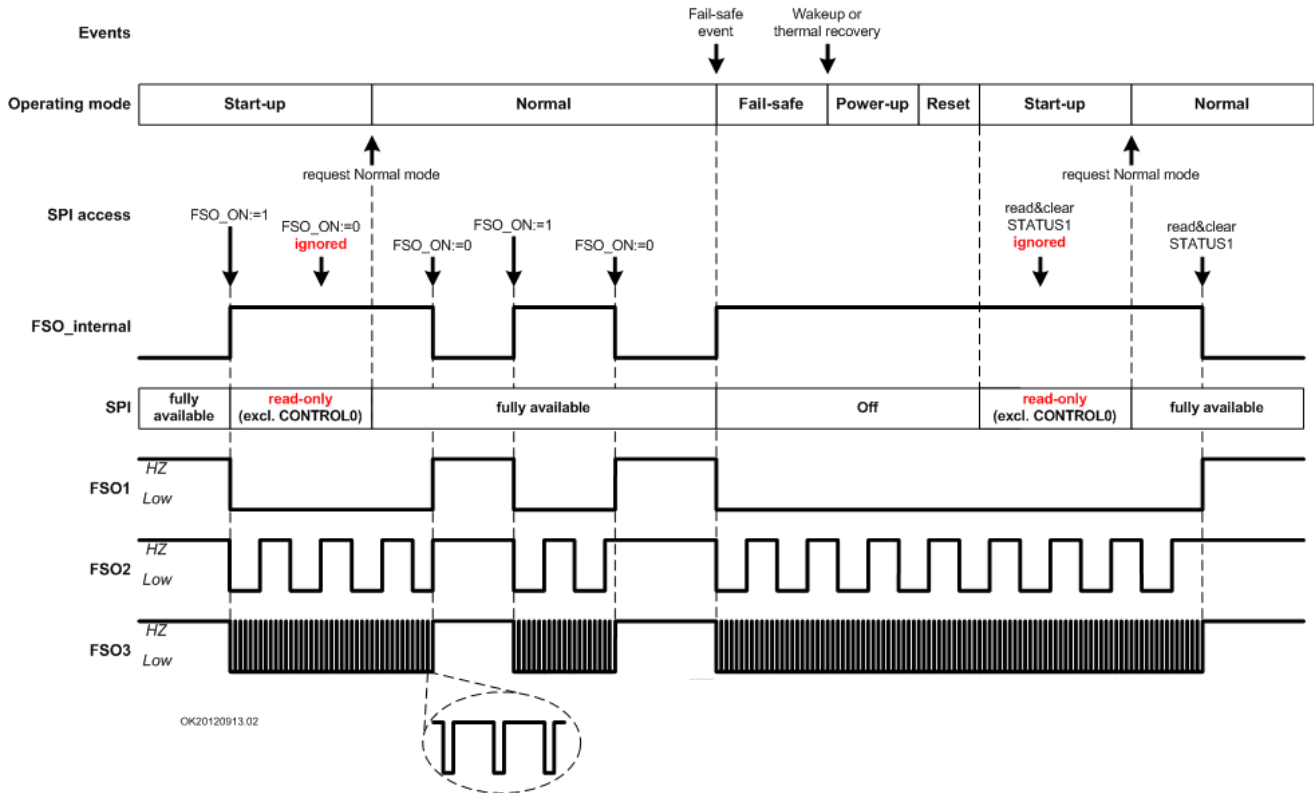 Events
Fail-safe
event
Wakeup or
thermal recovery
Operating mode
Start-up
Normal
Fail-safe
Power-up
Reset
Start-up
Normal
request Normal mode
request Normal mode
SPI access
FSO_ON:=1
FSO_ON:=0
ignored
FSO_ON:=0
FSO_ON:=1
FSO_ON:=0
read&clear
STATUS1
ignored
read&clear
STATUS1
FSO_internal
SPI
fully
available
read-only
(excl. CONTROL0)
fully available
Off
read-only
(excl. CONTROL0)
fully available
FSO1
HZ
Low
FSO2
HZ
Low
FSO3
HZ
Low
OK20120913.02